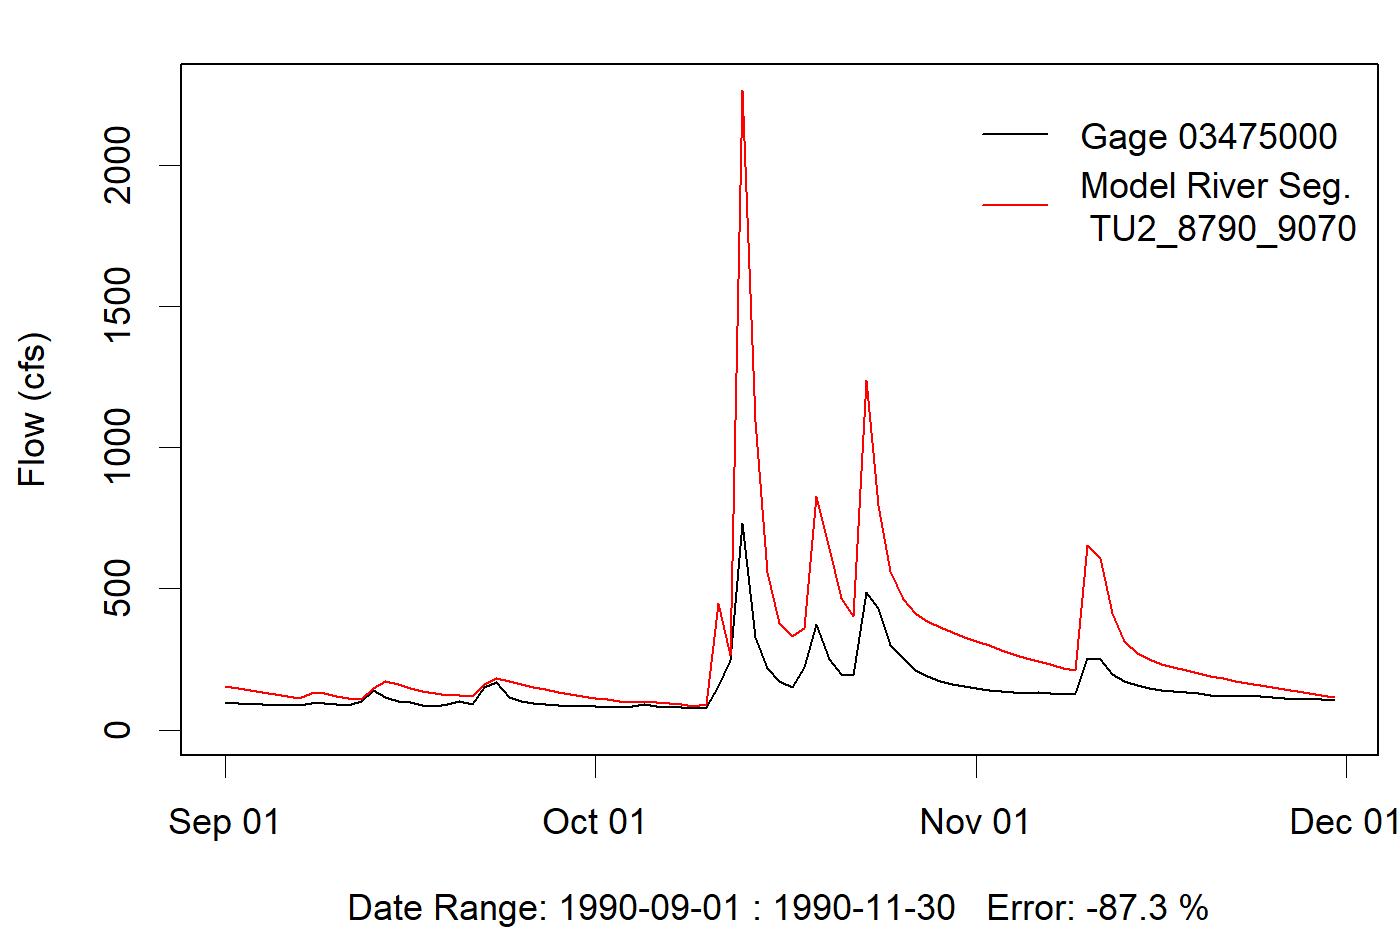 Gage 03475000
Model River Seg.
TU2_8790_9070
Flow (cfs)
2000
1500
1000
500
0
Sep 01 Oct 01 Nov 01 Dec 01
Date Range: 1990-09-01 : 1990-11-30 Error: -87.3 %